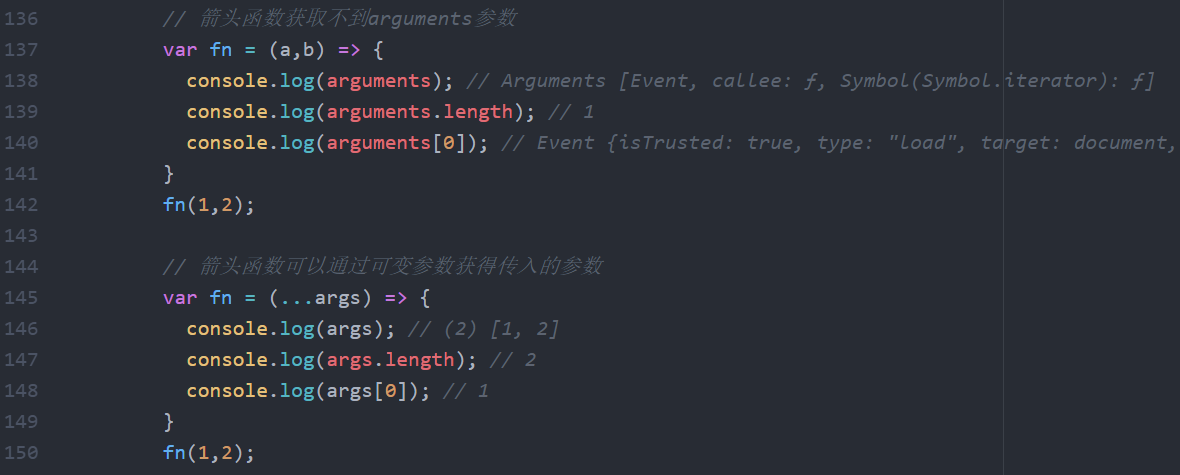 136 // 箭头函数获取不到arguments参数
137 var fn = (a,b) => {
138 console.log(arguments); // Arguments [Event, callee: ƒ, Symbol(Symbol.iterator): ƒ]
139 console.log(arguments.length); // 1
140 console.log(arguments[0]); // Event {isTrusted: true, type: "load", target: document,
141 }
142 fn(1,2);
143
144 // 箭头函数可以通过可变参数获得传入的参数
145 var fn = (...args) => {
146 console.log(args); // (2) [1, 2]
147 console.log(args.length); // 2
148 console.log(args[0]); // 1
149 }
150 fn(1,2);